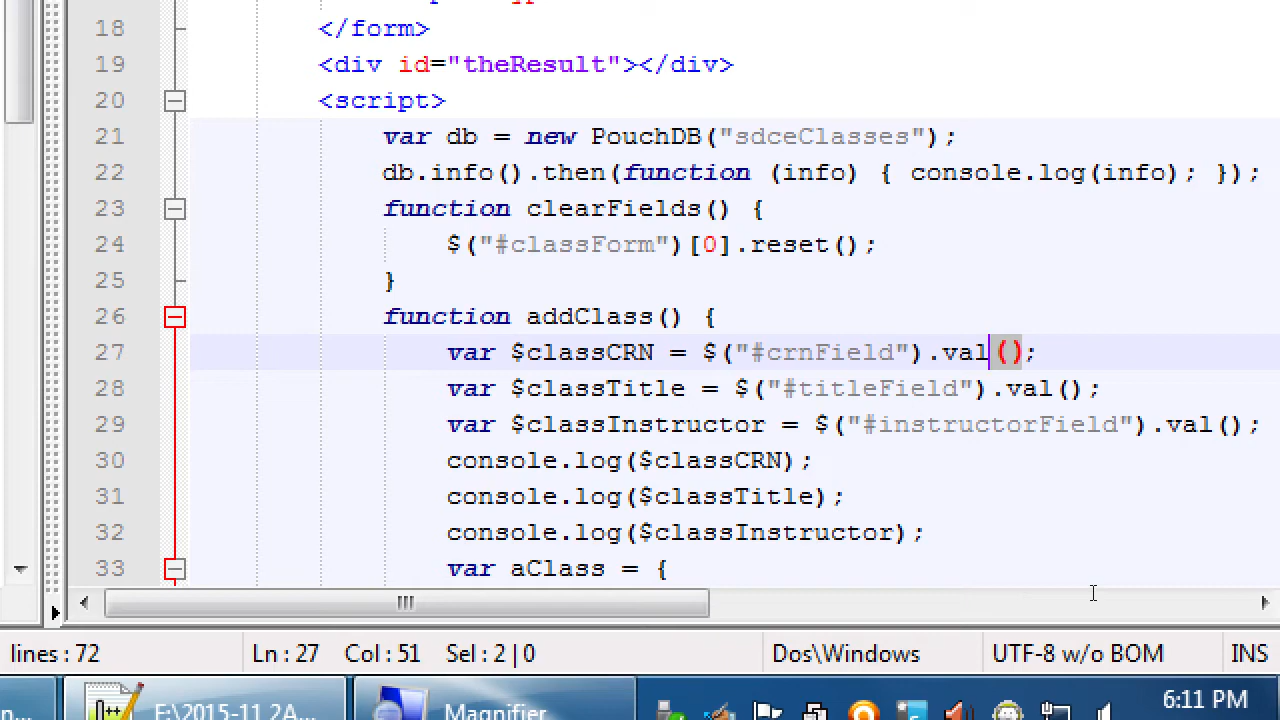 18 </form>
19 <div id="theResult"></div>
20 <script>
21 var db = new PouchDB("sdceClasses");
22 db.info().then(function (info) { console.log(info); });
23 function clearFields() {
24 $("#classForm")[0].reset();
25 }
26 function addClass() {
27 var $classCRN = $("#crnField").val();
28 var $classTitle = $("#titleField").val();
29 var $classInstructor = $("#instructorField").val();
30 console.log($classCRN);
31 console.log($classTitle);
32 console.log($classInstructor);
33 var aClass = {
lines : 72 Ln : 27 Col : 51 Sel : 2 | 0 Dos\Windows UTF-8 w/o BOM INS
n... F:\2015-11 2A... Magnifier 6:11 PM